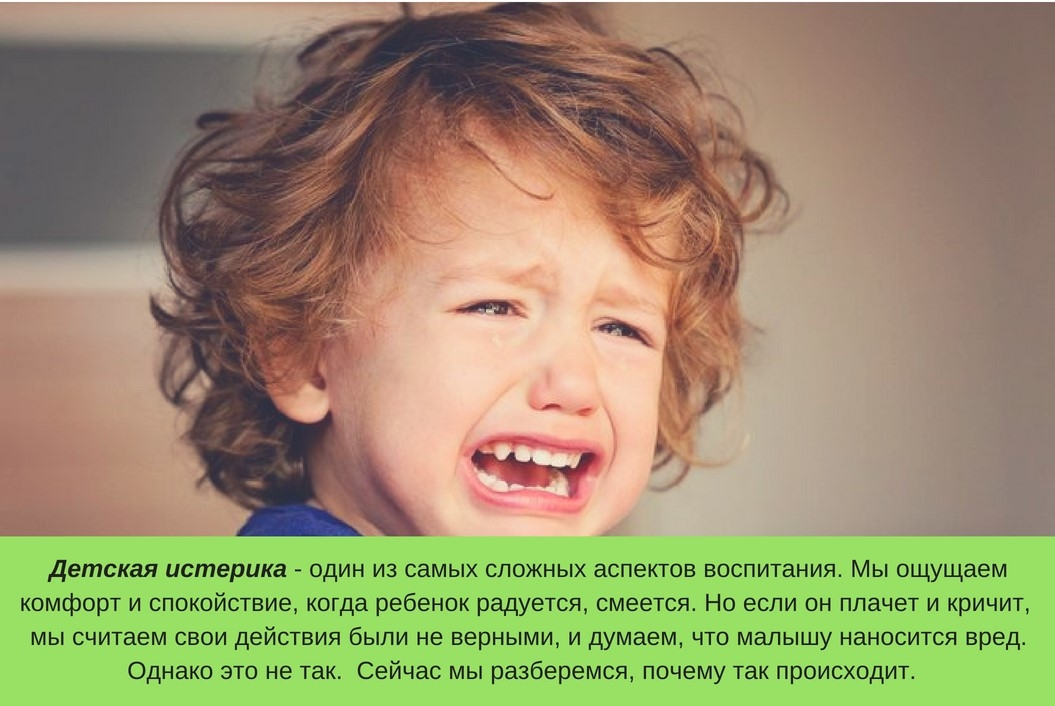 Детская истерика - один из самых сложных аспектов воспитания. Мы ощущаем
комфорт и спокойствие, когда ребенок радуется, смеется. Но если он плачет и кричит,
мы считаем свои действия были не верными, и думаем, что малышу наносится вред.
Однако это не так. Сейчас мы разберемся, почему так происходит.